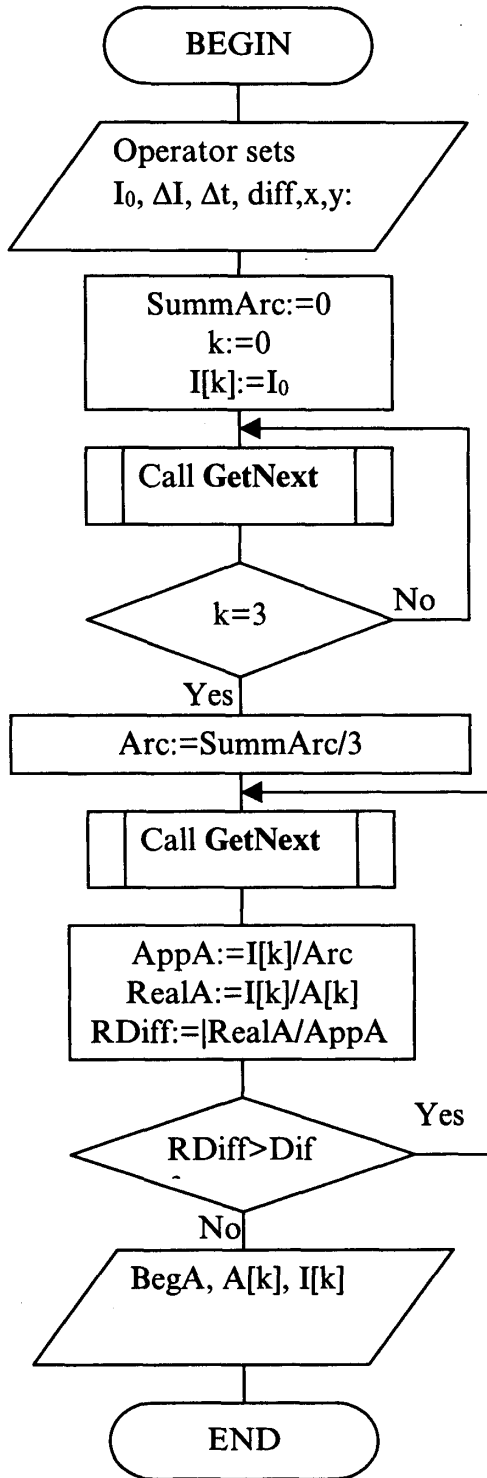 BEGIN
Operator sets
I₀, ΔI, Δt, diff,x,y:
SummArc:=0
k:=0
I[k]:=I₀
Call GetNext
k=3
No
Yes
Arc:=SummArc/3
Call GetNext
AppA:=I[k]/Arc
RealA:=I[k]/A[k]
RDiff:=|RealA/AppA
Yes
RDiff>Dif
No
BegA, A[k], I[k]
END